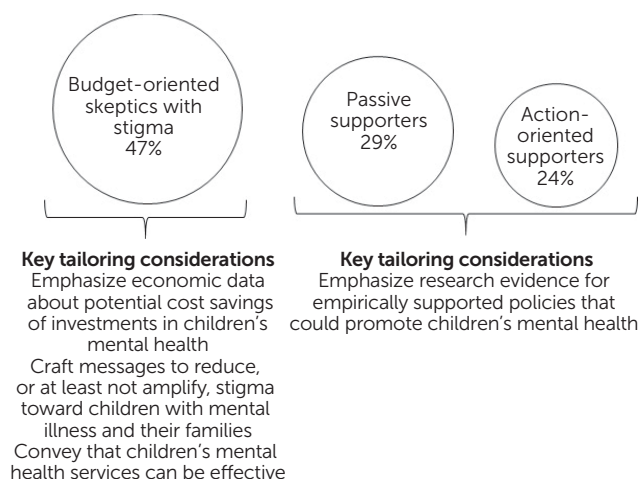 Budget-oriented
skeptics with
stigma
47%
Passive
supporters
29%
Action-
oriented
supporters
24%
Key tailoring considerations
Emphasize economic data
about potential cost savings
of investments in children’s
mental health
Craft messages to reduce,
or at least not amplify, stigma
toward children with mental
illness and their families
Convey that children’s mental
health services can be effective
Key tailoring considerations
Emphasize research evidence for
empirically supported policies that
could promote children’s mental health